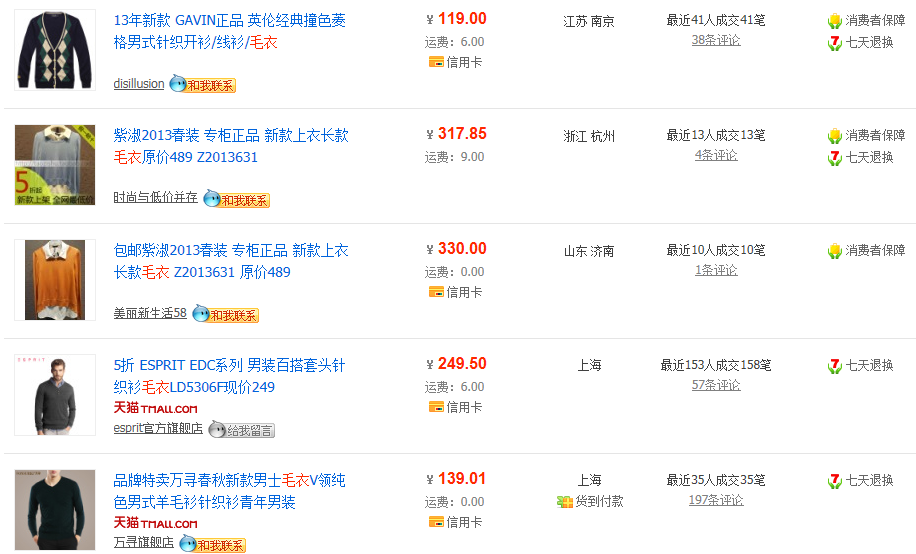 13年新款 GAVIN正品 英伦经典撞色菱
格男式针织开衫/线衫/毛衣
disillusion 和我联系
¥ 119.00
运费：6.00
信用卡
江苏 南京
最近41人成交41笔
38条评论
消费者保障
7 七天退换
5折起
新款上架 全网最低价
紫淑2013春装 专柜正品 新款上衣长款
毛衣原价489 Z2013631
时尚与低价并存 和我联系
¥ 317.85
运费：9.00
浙江 杭州
最近13人成交13笔
4条评论
消费者保障
7 七天退换
包邮紫淑2013春装 专柜正品 新款上衣
长款毛衣 Z2013631 原价489
美丽新生活58 和我联系
¥ 330.00
运费：0.00
信用卡
山东 济南
最近10人成交10笔
1条评论
消费者保障
ESPRIT
5折 ESPRIT EDC系列 男装百搭套头针
织衫毛衣LD5306F现价249
天猫 TMALL.COM
esprit官方旗舰店 给我留言
¥ 249.50
运费：6.00
信用卡
上海
最近153人成交158笔
57条评论
7 七天退换
品牌特卖万寻春秋新款男士毛衣V领纯
色男式羊毛衫针织衫青年男装
天猫 TMALL.COM
万寻旗舰店 和我联系
¥ 139.01
运费：0.00
信用卡
上海
货到付款
最近35人成交35笔
197条评论
7 七天退换